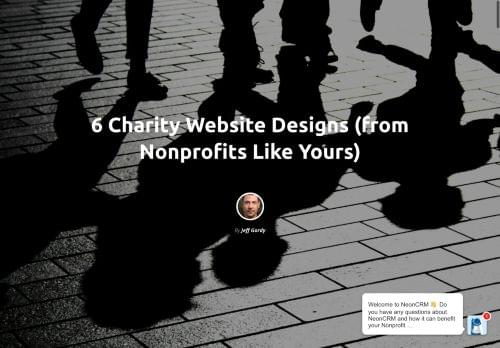 6 Charity Website Designs (from
Nonprofits Like Yours)
By Jeff Gordy
Welcome to NeonCRM 👋 Do
you have any questions about
NeonCRM and how it can benefit
your Nonprofit ...